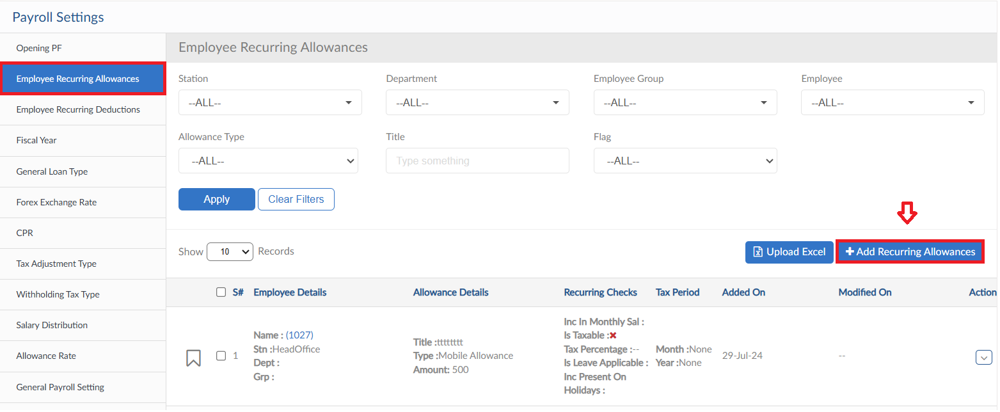 Payroll Settings
Opening PF
Employee Recurring Allowances
Employee Recurring Deductions
Fiscal Year
General Loan Type
Forex Exchange Rate
CPR
Tax Adjustment Type
Withholding Tax Type
Salary Distribution
Allowance Rate
General Payroll Setting
Employee Recurring Allowances
Station Department Employee Group Employee
--ALL-- --ALL-- --ALL-- --ALL--
Allowance Type Title Flag
--ALL-- Type something --ALL--
Apply Clear Filters
Show 10 Records Upload Excel Add Recurring Allowances
S# Employee Details Allowance Details Recurring Checks Tax Period Added On Modified On Action
1
Name : (1027)
Stn :HeadOffice
Dept :
Grp :
Title :tttttttt
Type :Mobile Allowance
Amount: 500
Inc In Monthly Sal :
Is Taxable :
Tax Percentage :--
Is Leave Applicable :
Inc Present On
Holidays :
Month :None
Year :None
29-Jul-24
--